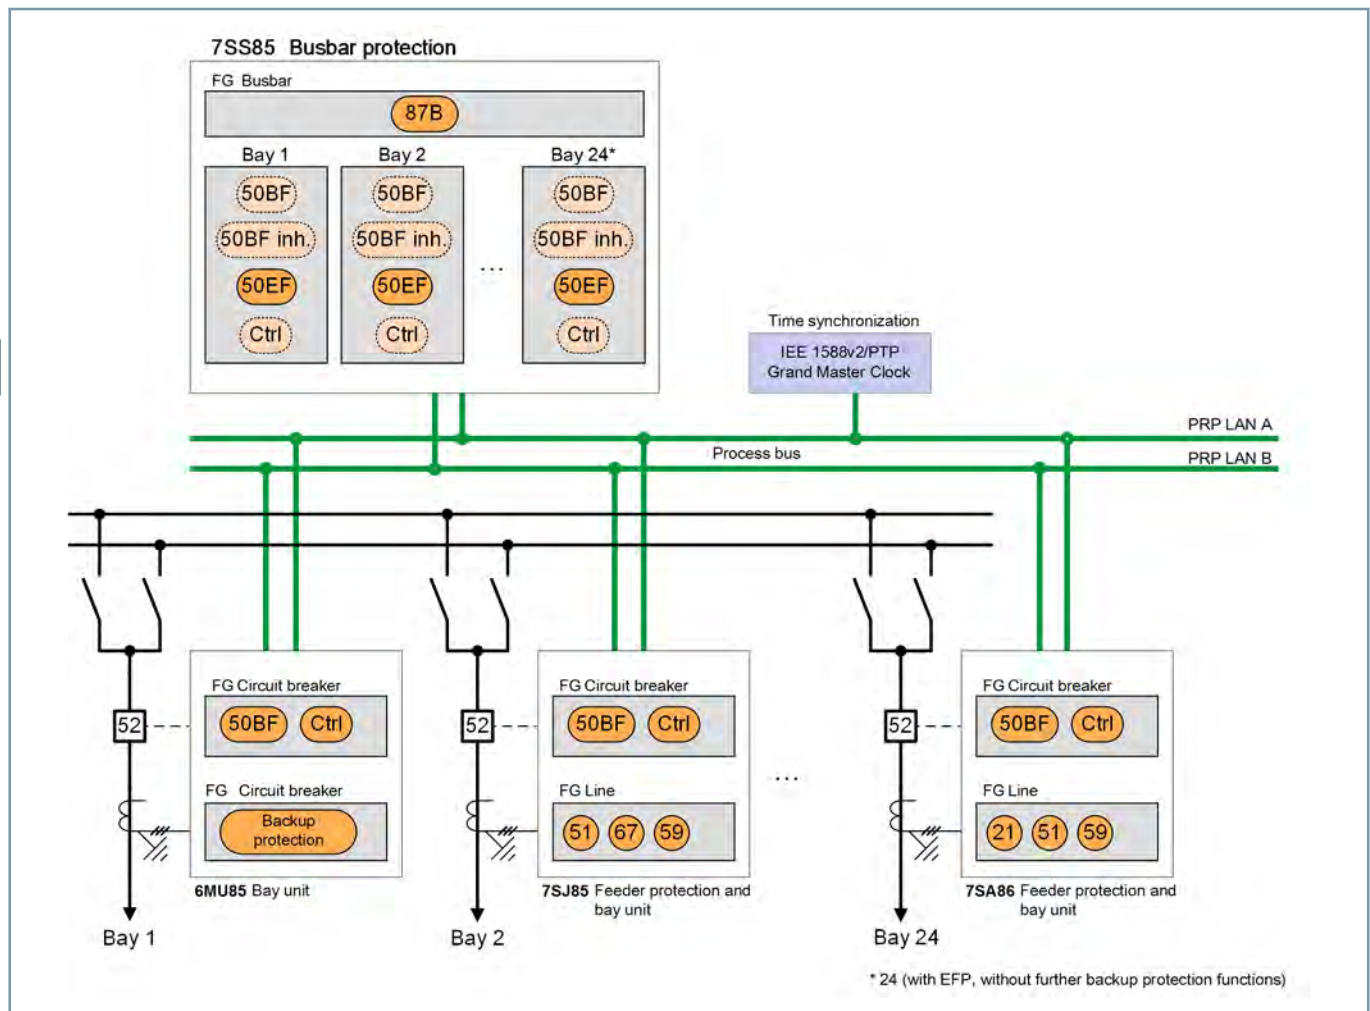 7SS85 Busbar protection
FG Busbar
87B
Bay 1
Bay 2
Bay 24*
50BF
50BF
50BF
50BF inh.
50BF inh.
50BF inh.
...
50EF
50EF
50EF
Ctrl
Ctrl
Ctrl
Time synchronization
IEE 1588v2/PTP
Grand Master Clock
PRP LAN A
Process bus
PRP LAN B
FG Circuit breaker
50BF
Ctrl
52
FG Circuit breaker
Backup
protection
6MU85 Bay unit
Bay 1
FG Circuit breaker
50BF
Ctrl
52
FG Line
51
67
59
7SJ85 Feeder protection and
bay unit
Bay 2
...
FG Circuit breaker
50BF
Ctrl
52
FG Line
21
51
59
7SA86 Feeder protection and
bay unit
Bay 24
* 24 (with EFP, without further backup protection functions)